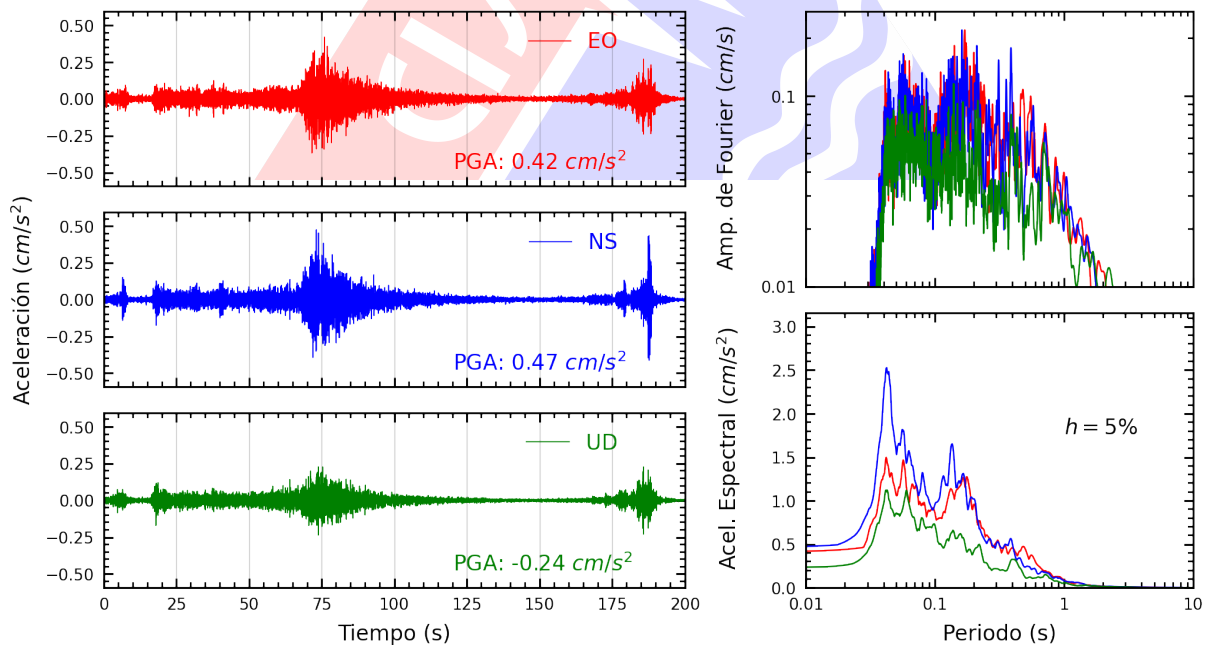 Aceleración (cm/s²)
0.50
0.25
0.00
−0.25
−0.50
EO
PGA: 0.42 cm/s²
0.50
0.25
0.00
−0.25
−0.50
NS
PGA: 0.47 cm/s²
0.50
0.25
0.00
−0.25
−0.50
UD
PGA: -0.24 cm/s²
0 25 50 75 100 125 150 175 200
Tiempo (s)
Amp. de Fourier (cm/s)
0.1
0.01
Acel. Espectral (cm/s²)
3.0
2.5
2.0
1.5
1.0
0.5
0.0
h = 5%
0.01 0.1 1 10
Periodo (s)